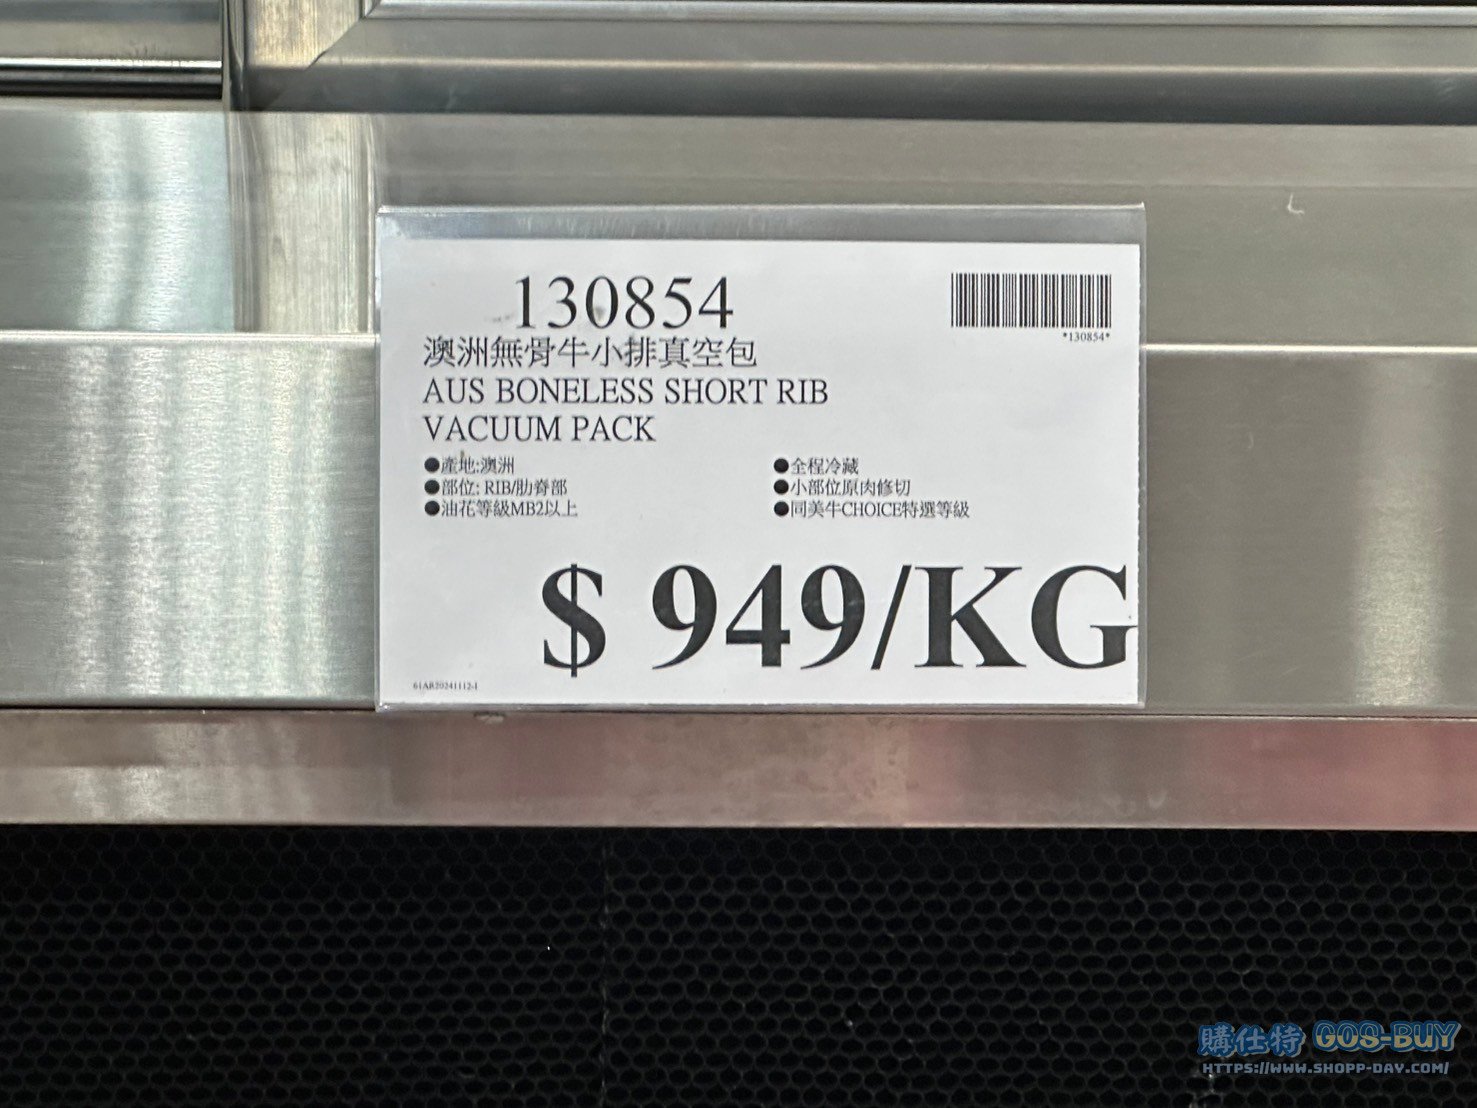 130854
*130854*
澳洲無骨牛小排真空包
AUS BONELESS SHORT RIB
VACUUM PACK
●產地:澳洲
●部位: RIB/肋脊部
●油花等級MB2以上
●全程冷藏
●小部位原肉修切
●同美牛CHOICE特選等級
$ 949/KG
61AR20241112-1
購仕特 GOS-BUY
HTTPS://WWW.SHOPP-DAY.COM/